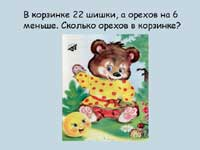 В корзинке 22 шишки, а орехов на 6
меньше. Сколько орехов в корзинке?